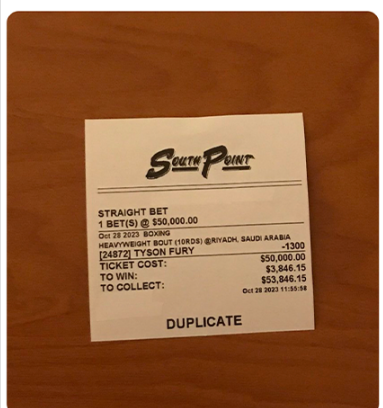 SOUTH POINT
STRAIGHT BET
1 BET(S) @ $50,000.00
Oct 28 2023 BOXING
HEAVYWEIGHT BOUT (10RDS) @RIYADH, SAUDI ARABIA
[24872] TYSON FURY -1300
TICKET COST: $50,000.00
TO WIN: $3,846.15
TO COLLECT: $53,846.15
Oct 28 2023 11:55:58
DUPLICATE